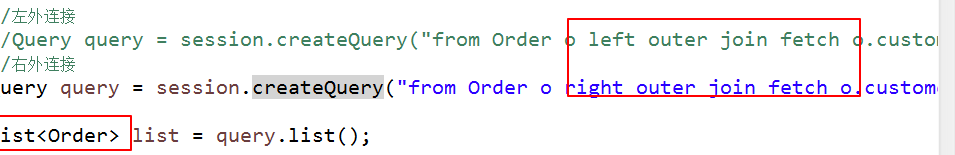 /左外连接
/Query query = session.createQuery("from Order o left outer join fetch o.custo
/右外连接
uery query = session.createQuery("from Order o right outer join fetch o.custome
ist<Order> list = query.list();